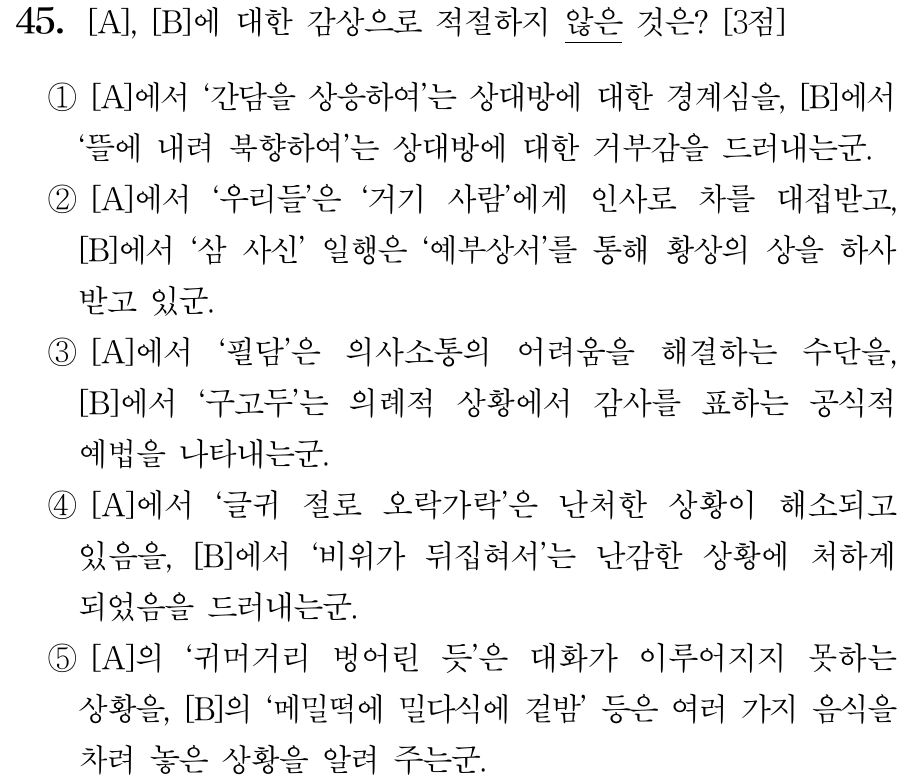 45. [A], [B]에 대한 감상으로 적절하지 않은 것은? [3점]
① [A]에서 ‘간담을 상응하여’는 상대방에 대한 경계심을, [B]에서
‘뜰에 내려 북향하여’는 상대방에 대한 거부감을 드러내는군.
② [A]에서 ‘우리들’은 ‘거기 사람’에게 인사로 차를 대접받고,
[B]에서 ‘삼 사신’ 일행은 ‘예부상서’를 통해 황상의 상을 하사
받고 있군.
③ [A]에서 ‘필담’은 의사소통의 어려움을 해결하는 수단을,
[B]에서 ‘구고두’는 의례적 상황에서 감사를 표하는 공식적
예법을 나타내는군.
④ [A]에서 ‘글귀 절로 오락가락’은 난처한 상황이 해소되고
있음을, [B]에서 ‘비위가 뒤집혀서’는 난감한 상황에 처하게
되었음을 드러내는군.
⑤ [A]의 ‘귀머거리 벙어린 듯’은 대화가 이루어지지 못하는
상황을, [B]의 ‘메밀떡에 밀다식에 겉밤’ 등은 여러 가지 음식을
차려 놓은 상황을 알려 주는군.